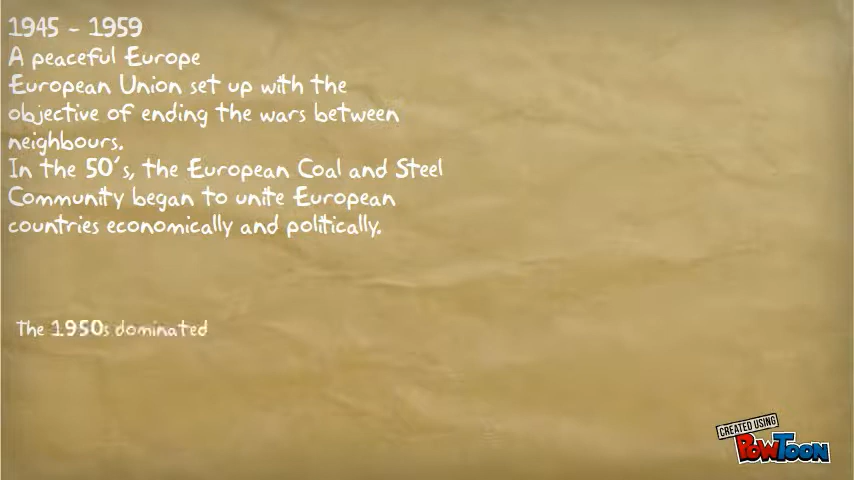 1945 - 1959
A peaceful Europe
European Union set up with the
objective of ending the wars between
neighbours.
In the 50's, the European Coal and Steel
Community began to unite European
countries economically and politically.
The 1950s dominated
CREATED USING
POWTOON